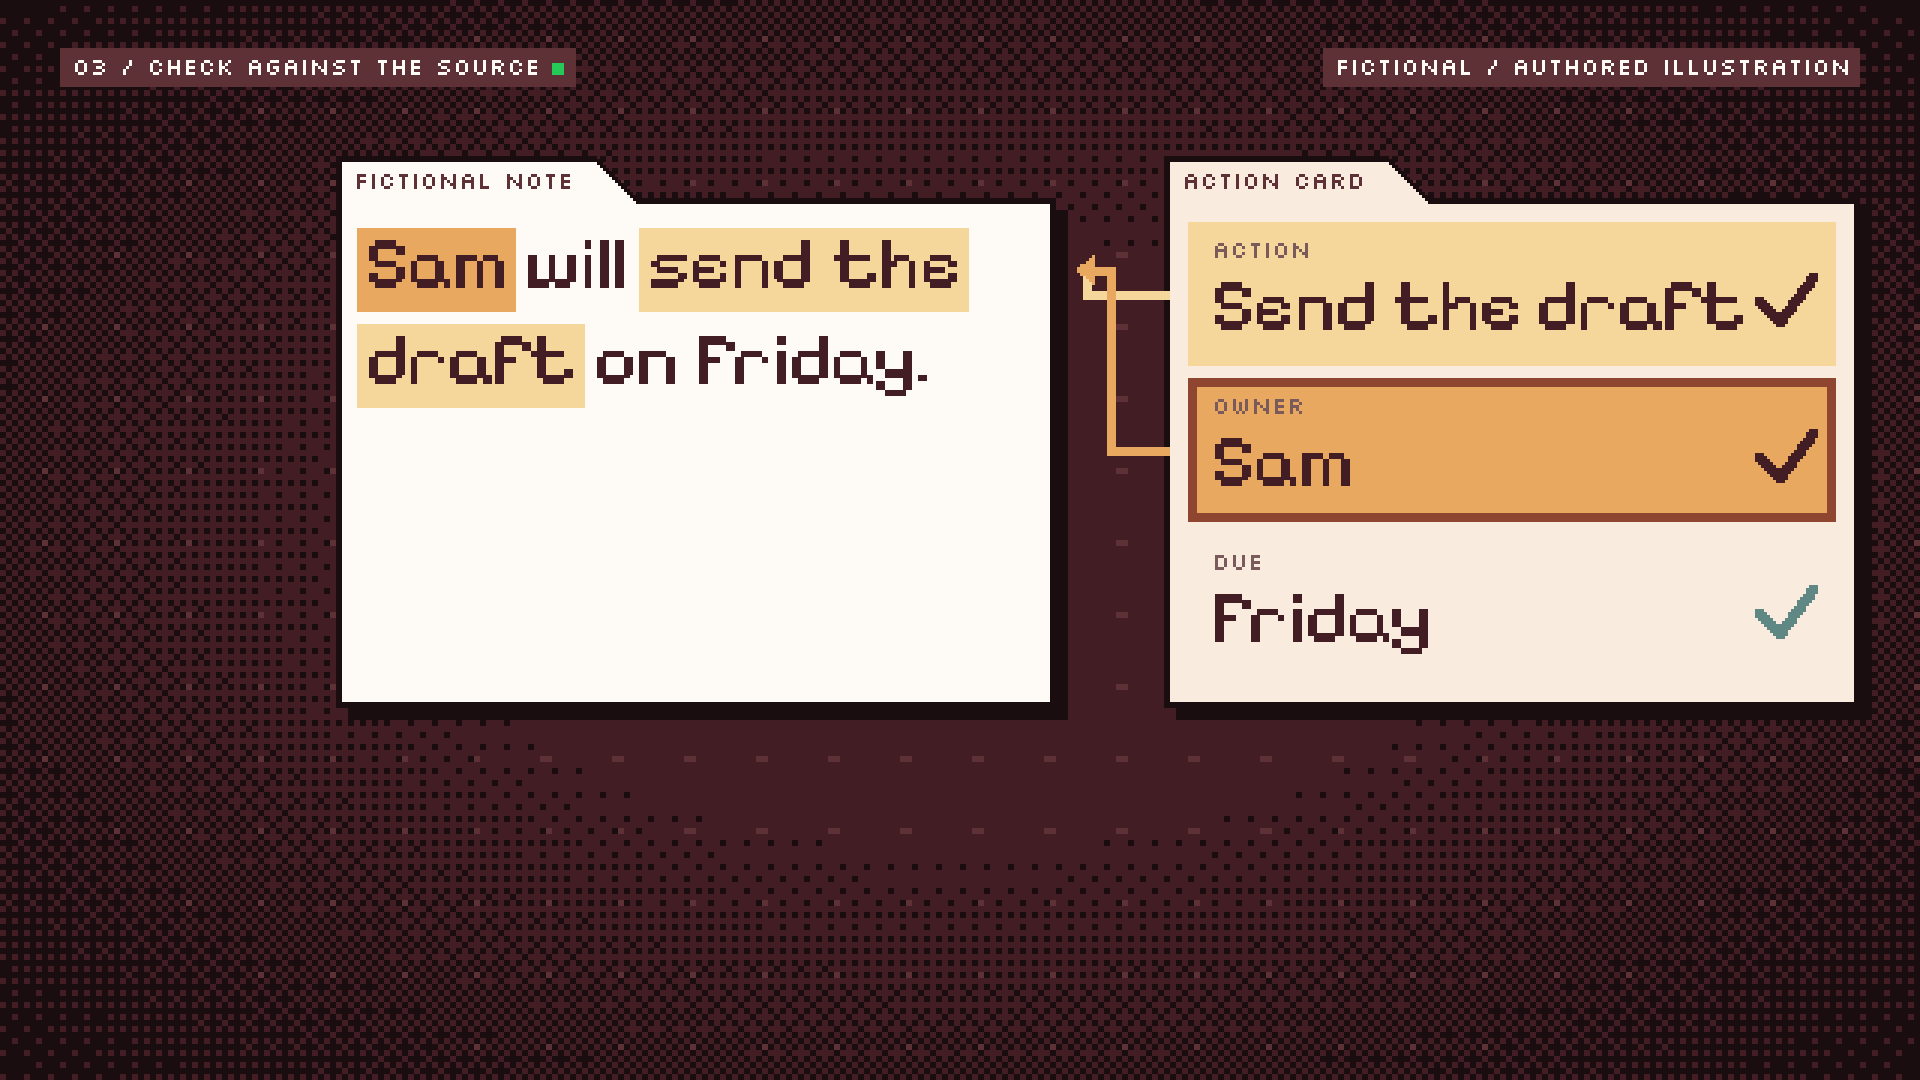 03 / CHECK AGAINST THE SOURCE
FICTIONAL / AUTHORED ILLUSTRATION
FICTIONAL NOTE
Sam will send the
draft on Friday.
ACTION CARD
ACTION
Send the draft
OWNER
Sam
DUE
Friday